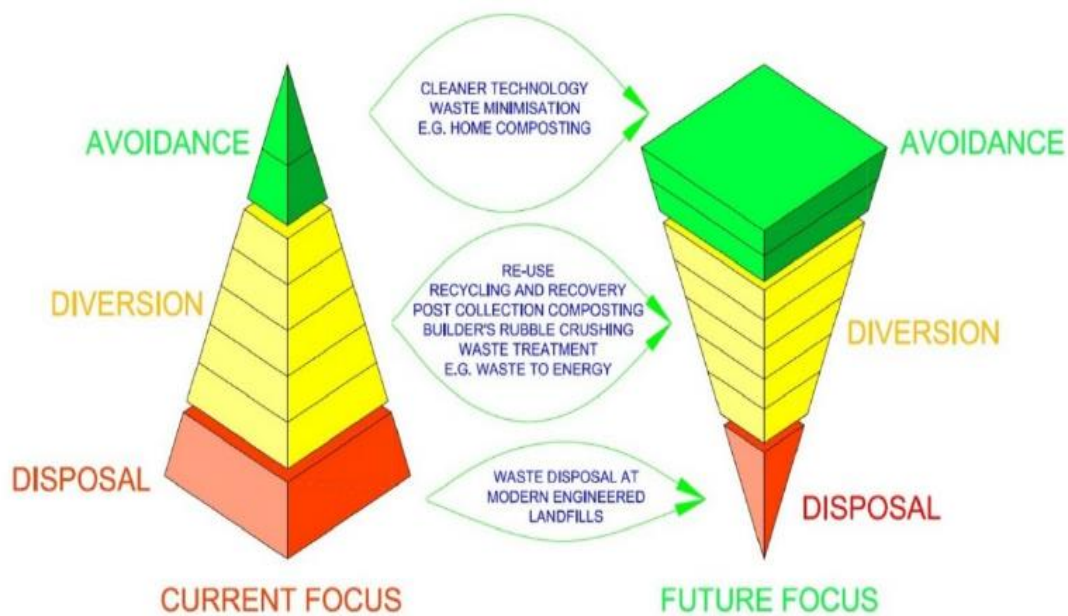 CLEANER TECHNOLOGY
WASTE MINIMISATION
E.G. HOME COMPOSTING
AVOIDANCE
AVOIDANCE
RE-USE
RECYCLING AND RECOVERY
POST COLLECTION COMPOSTING
BUILDER'S RUBBLE CRUSHING
WASTE TREATMENT
E.G. WASTE TO ENERGY
DIVERSION
DIVERSION
DISPOSAL
WASTE DISPOSAL AT
MODERN ENGINEERED
LANDFILLS
DISPOSAL
CURRENT FOCUS
FUTURE FOCUS